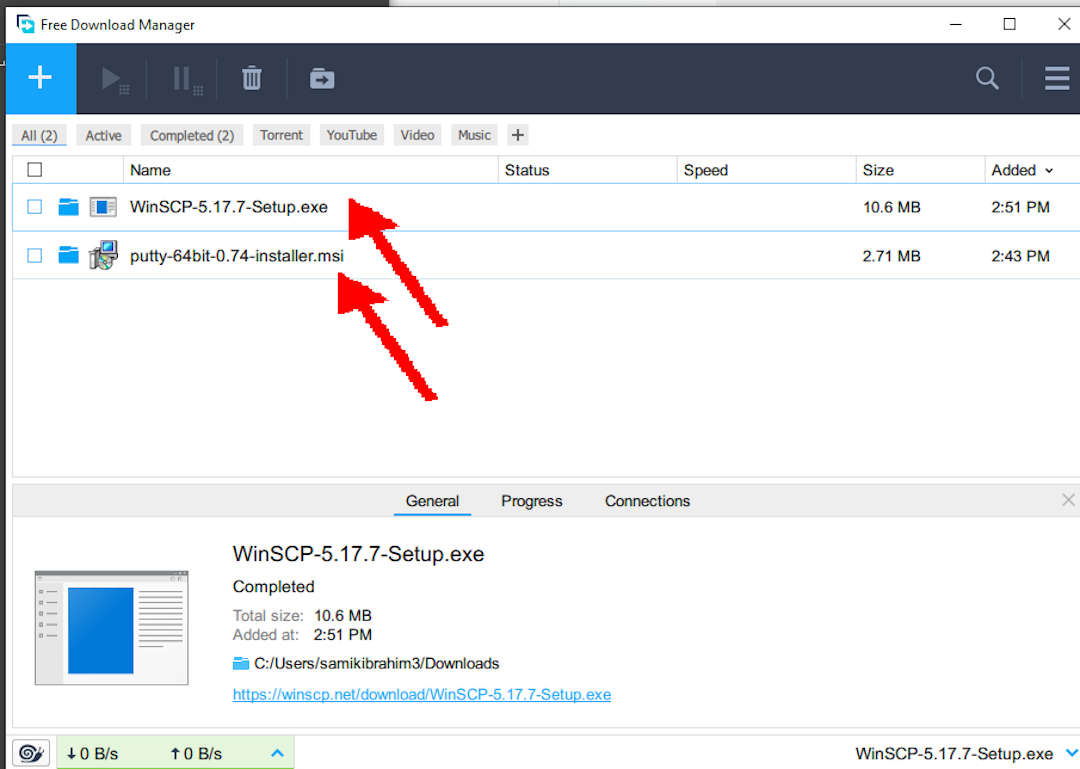 Free Download Manager
All (2) Active Completed (2) Torrent YouTube Video Music +
Name Status Speed Size Added
WinSCP-5.17.7-Setup.exe 10.6 MB 2:51 PM
putty-64bit-0.74-installer.msi 2.71 MB 2:43 PM
General Progress Connections
WinSCP-5.17.7-Setup.exe
Completed
Total size: 10.6 MB
Added at: 2:51 PM
C:/Users/samikibrahim3/Downloads
https://winscp.net/download/WinSCP-5.17.7-Setup.exe
↓0 B/s ↑0 B/s WinSCP-5.17.7-Setup.exe